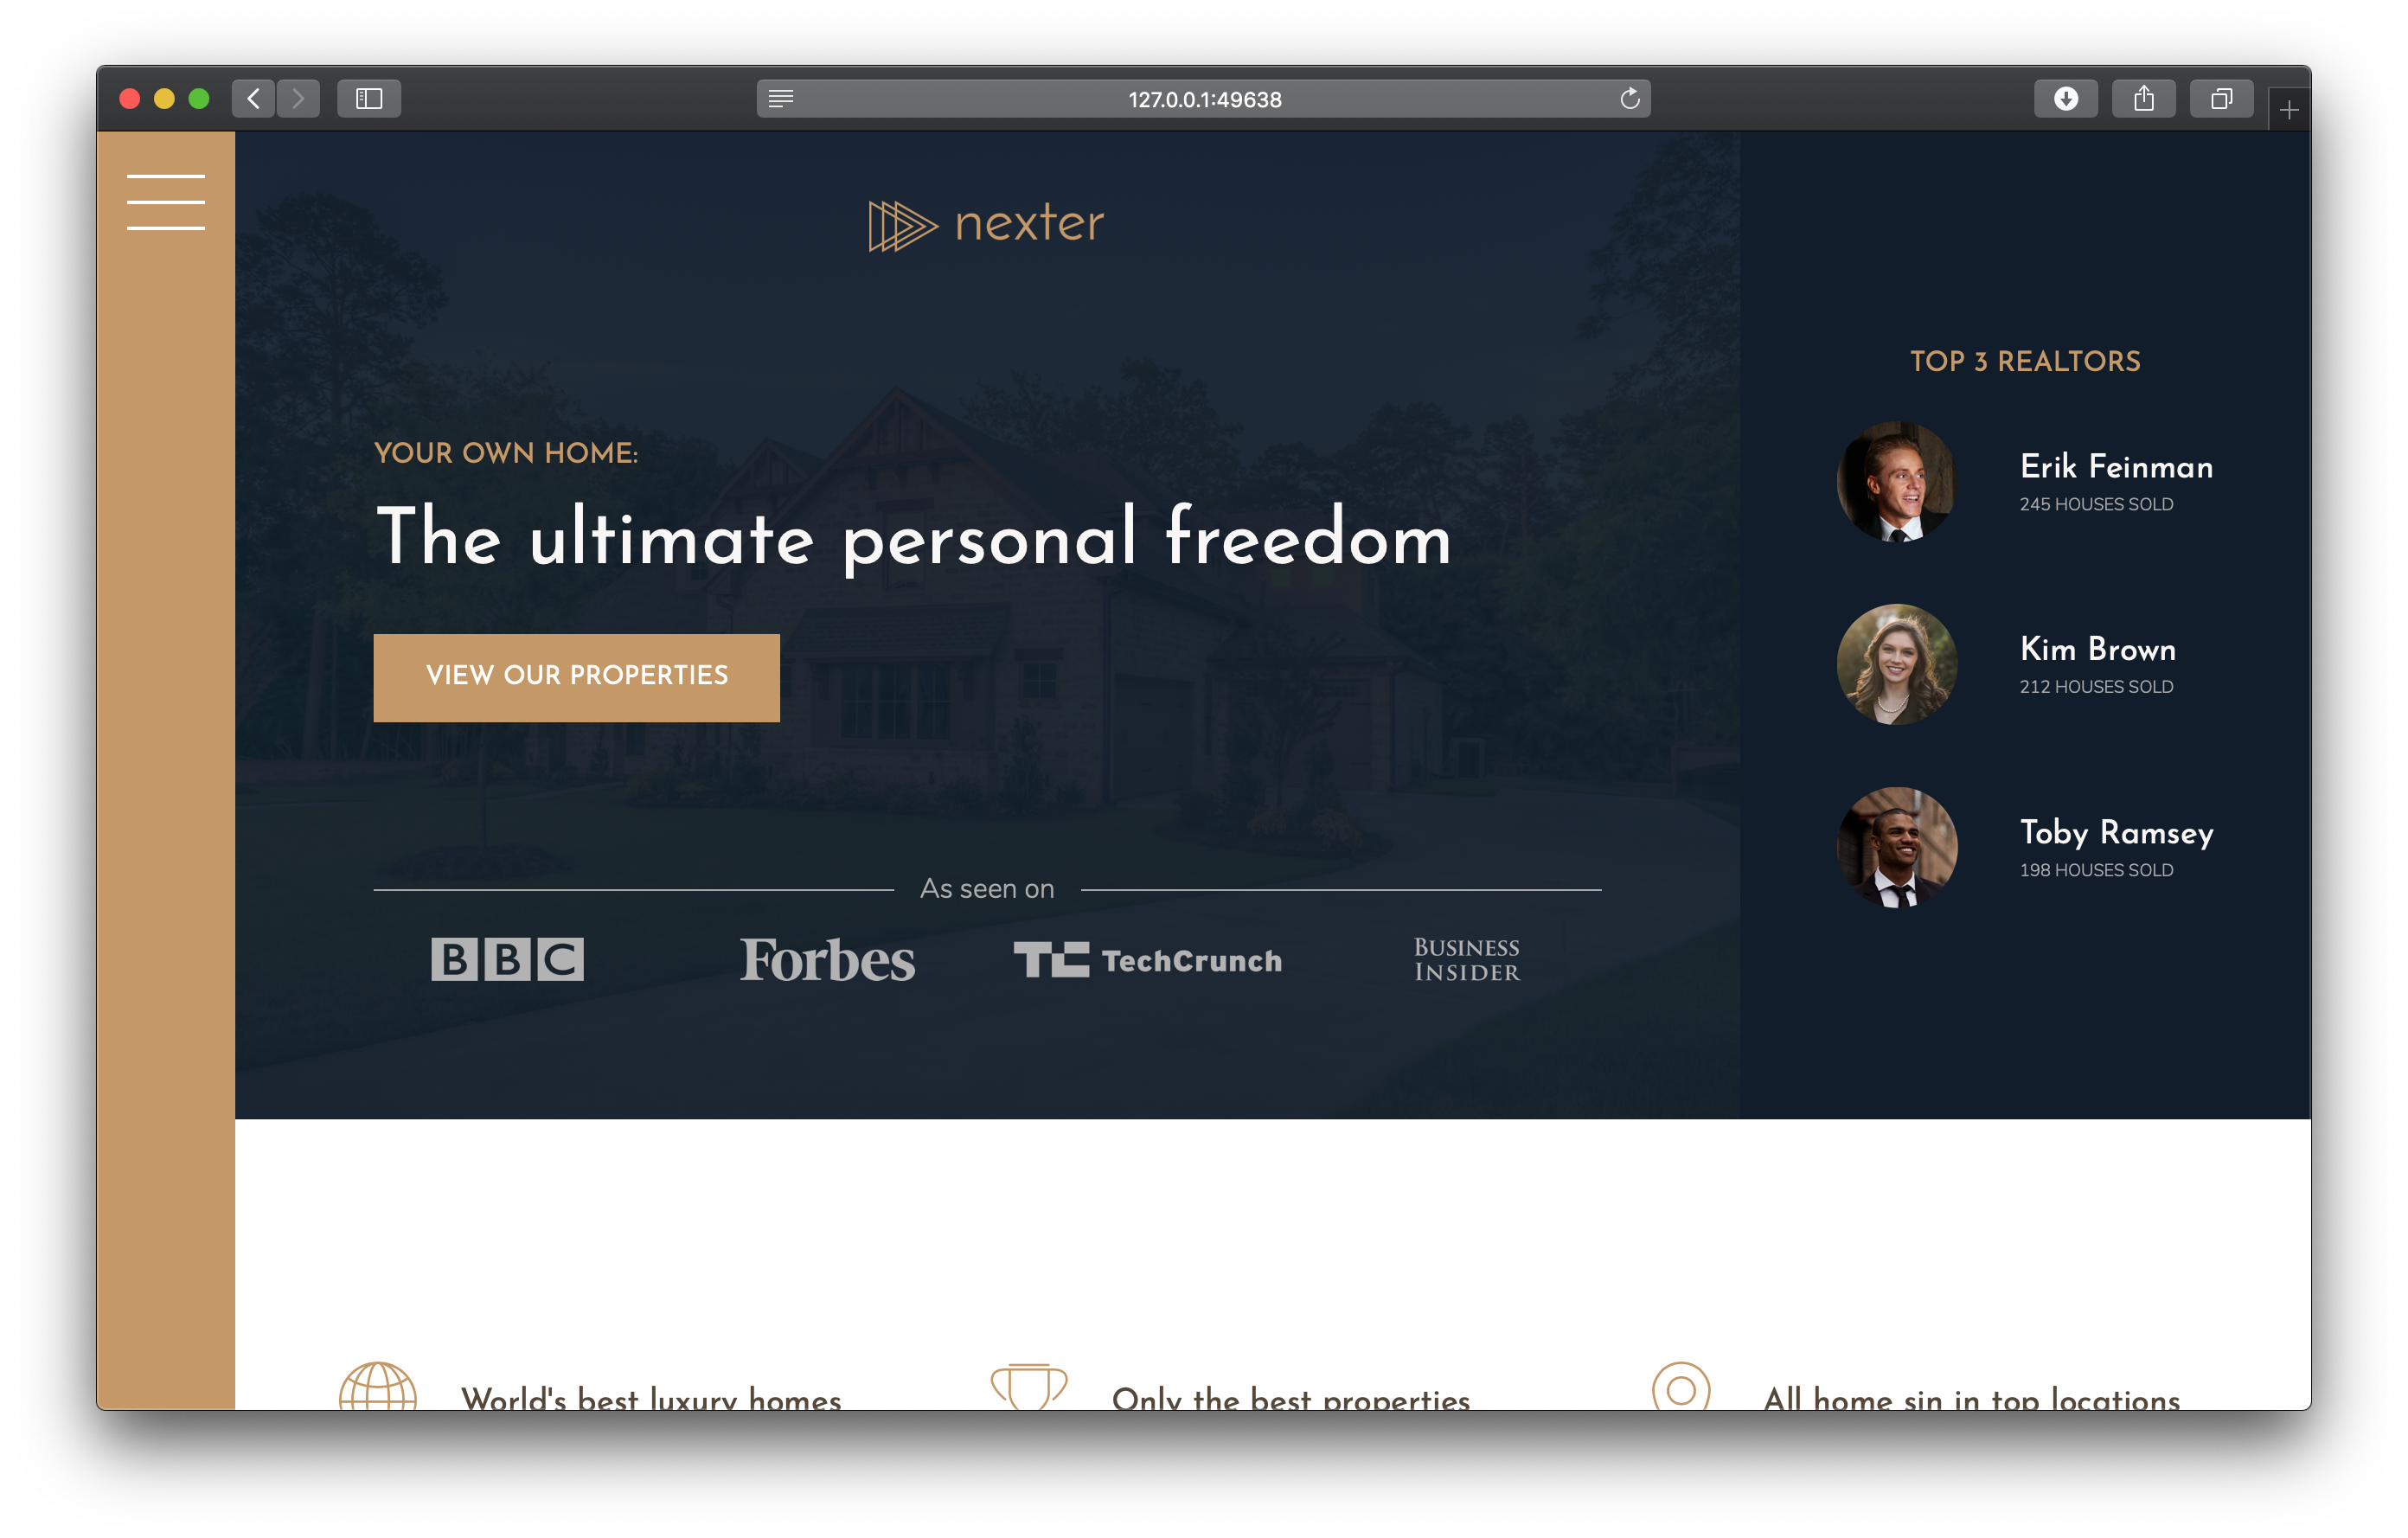 127.0.0.1:49638
nexter
YOUR OWN HOME:
The ultimate personal freedom
VIEW OUR PROPERTIES
As seen on
BBC
Forbes
TC TechCrunch
BUSINESS
INSIDER
TOP 3 REALTORS
Erik Feinman
245 HOUSES SOLD
Kim Brown
212 HOUSES SOLD
Toby Ramsey
198 HOUSES SOLD
World's best luxury homes
Only the best properties
All home sin in top locations